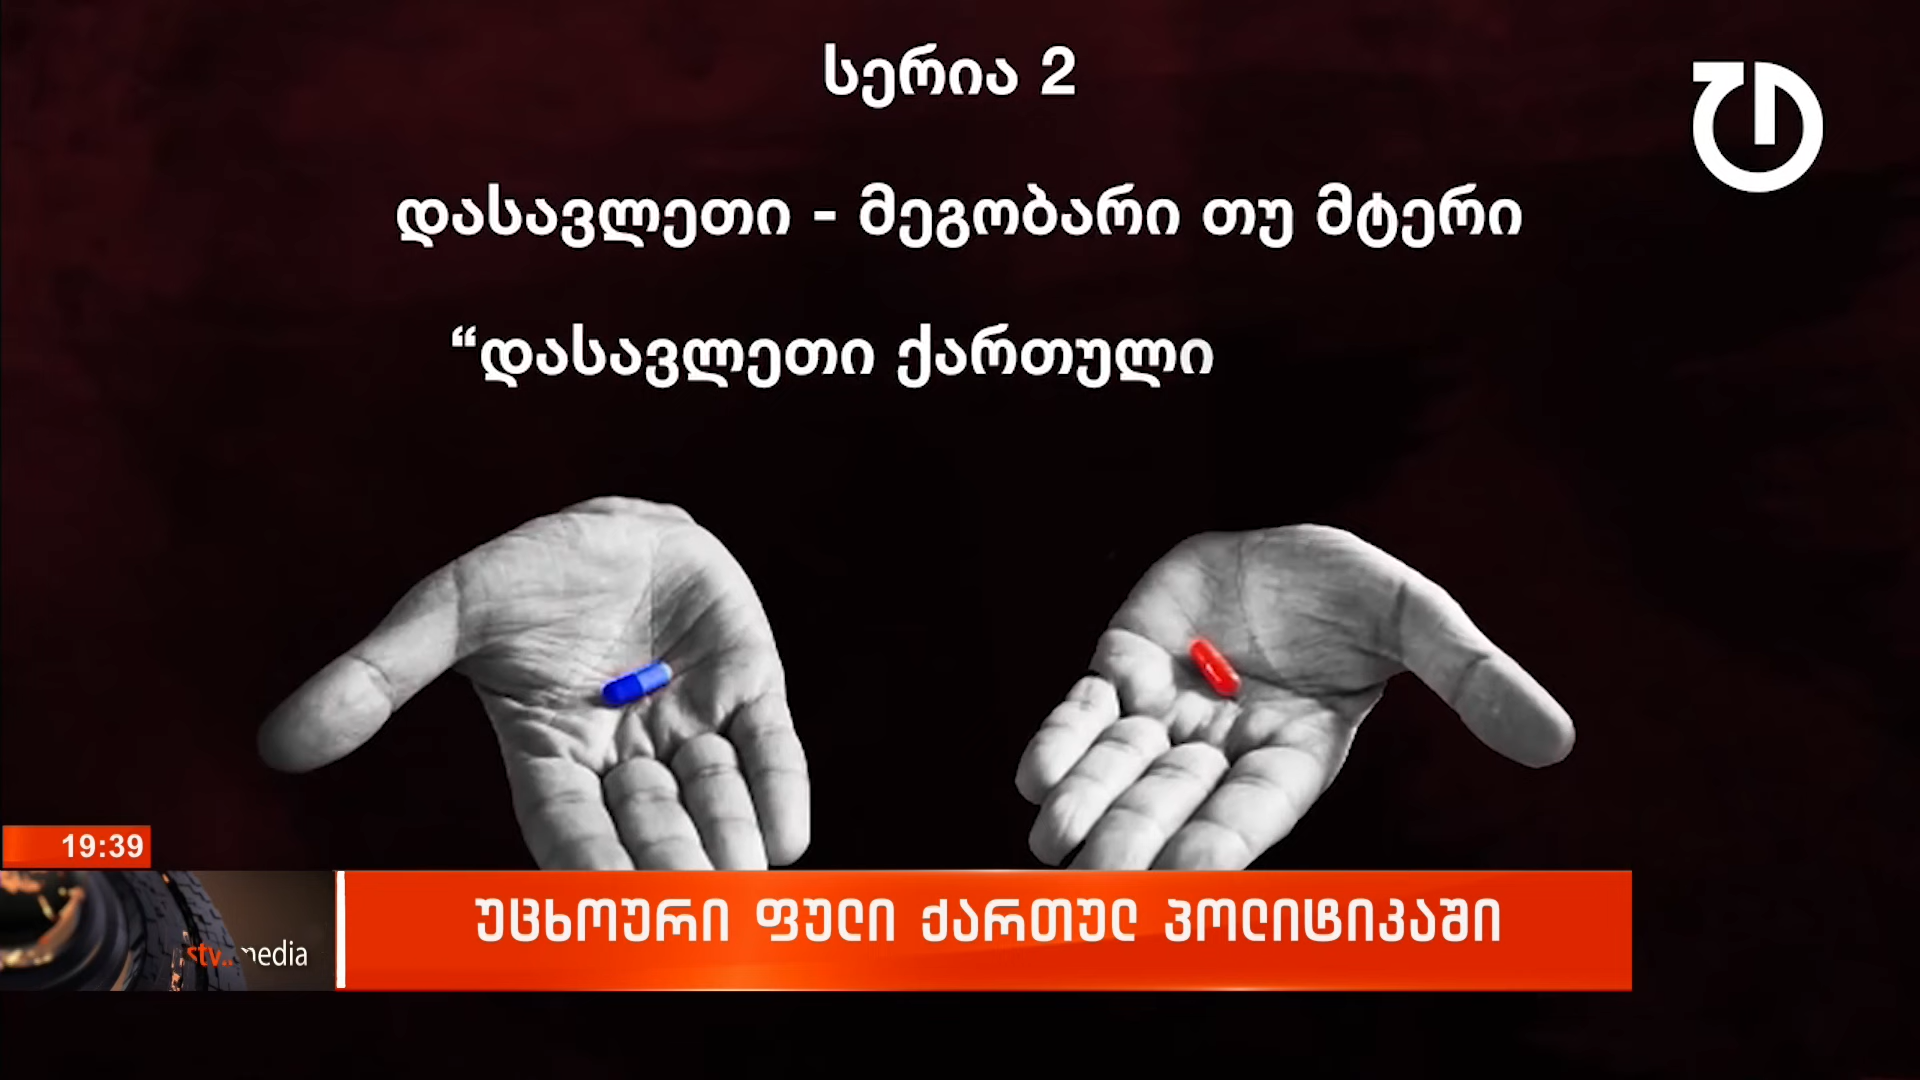 სერია 2
დასავლეთი - მეგობარი თუ მტერი
“დასავლეთი ქართული
19:39
stv..media
უცხოური ფული ქართულ პოლიტიკაში